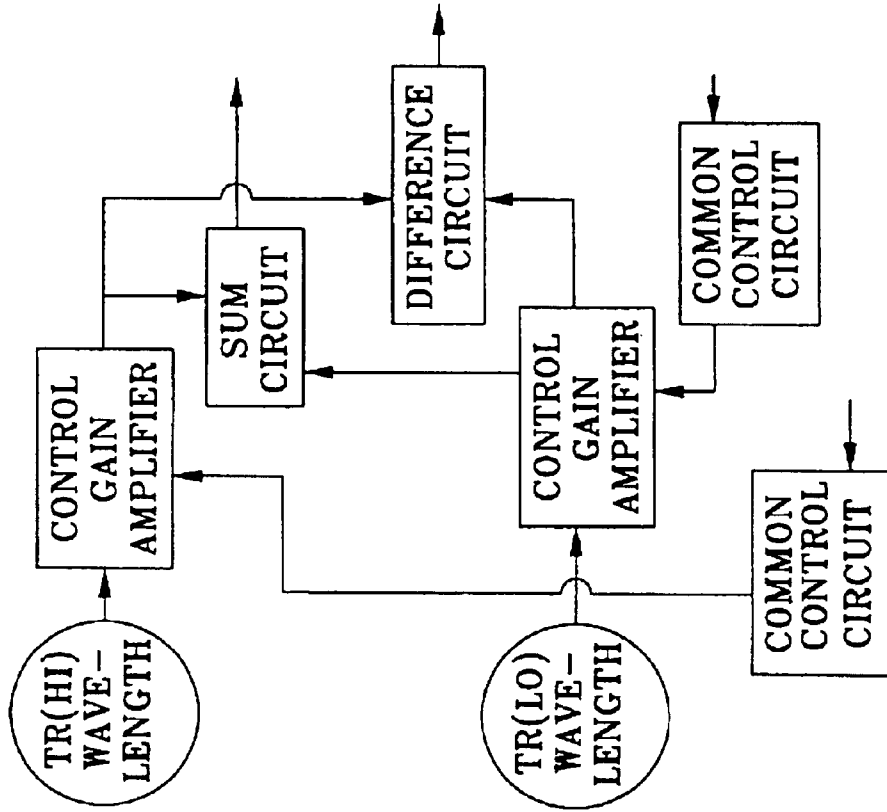 TR(HI)
WAVE-
LENGTH
CONTROL
GAIN
AMPLIFIER
SUM
CIRCUIT
DIFFERENCE
CIRCUIT
TR(LO)
WAVE-
LENGTH
CONTROL
GAIN
AMPLIFIER
COMMON
CONTROL
CIRCUIT
COMMON
CONTROL
CIRCUIT